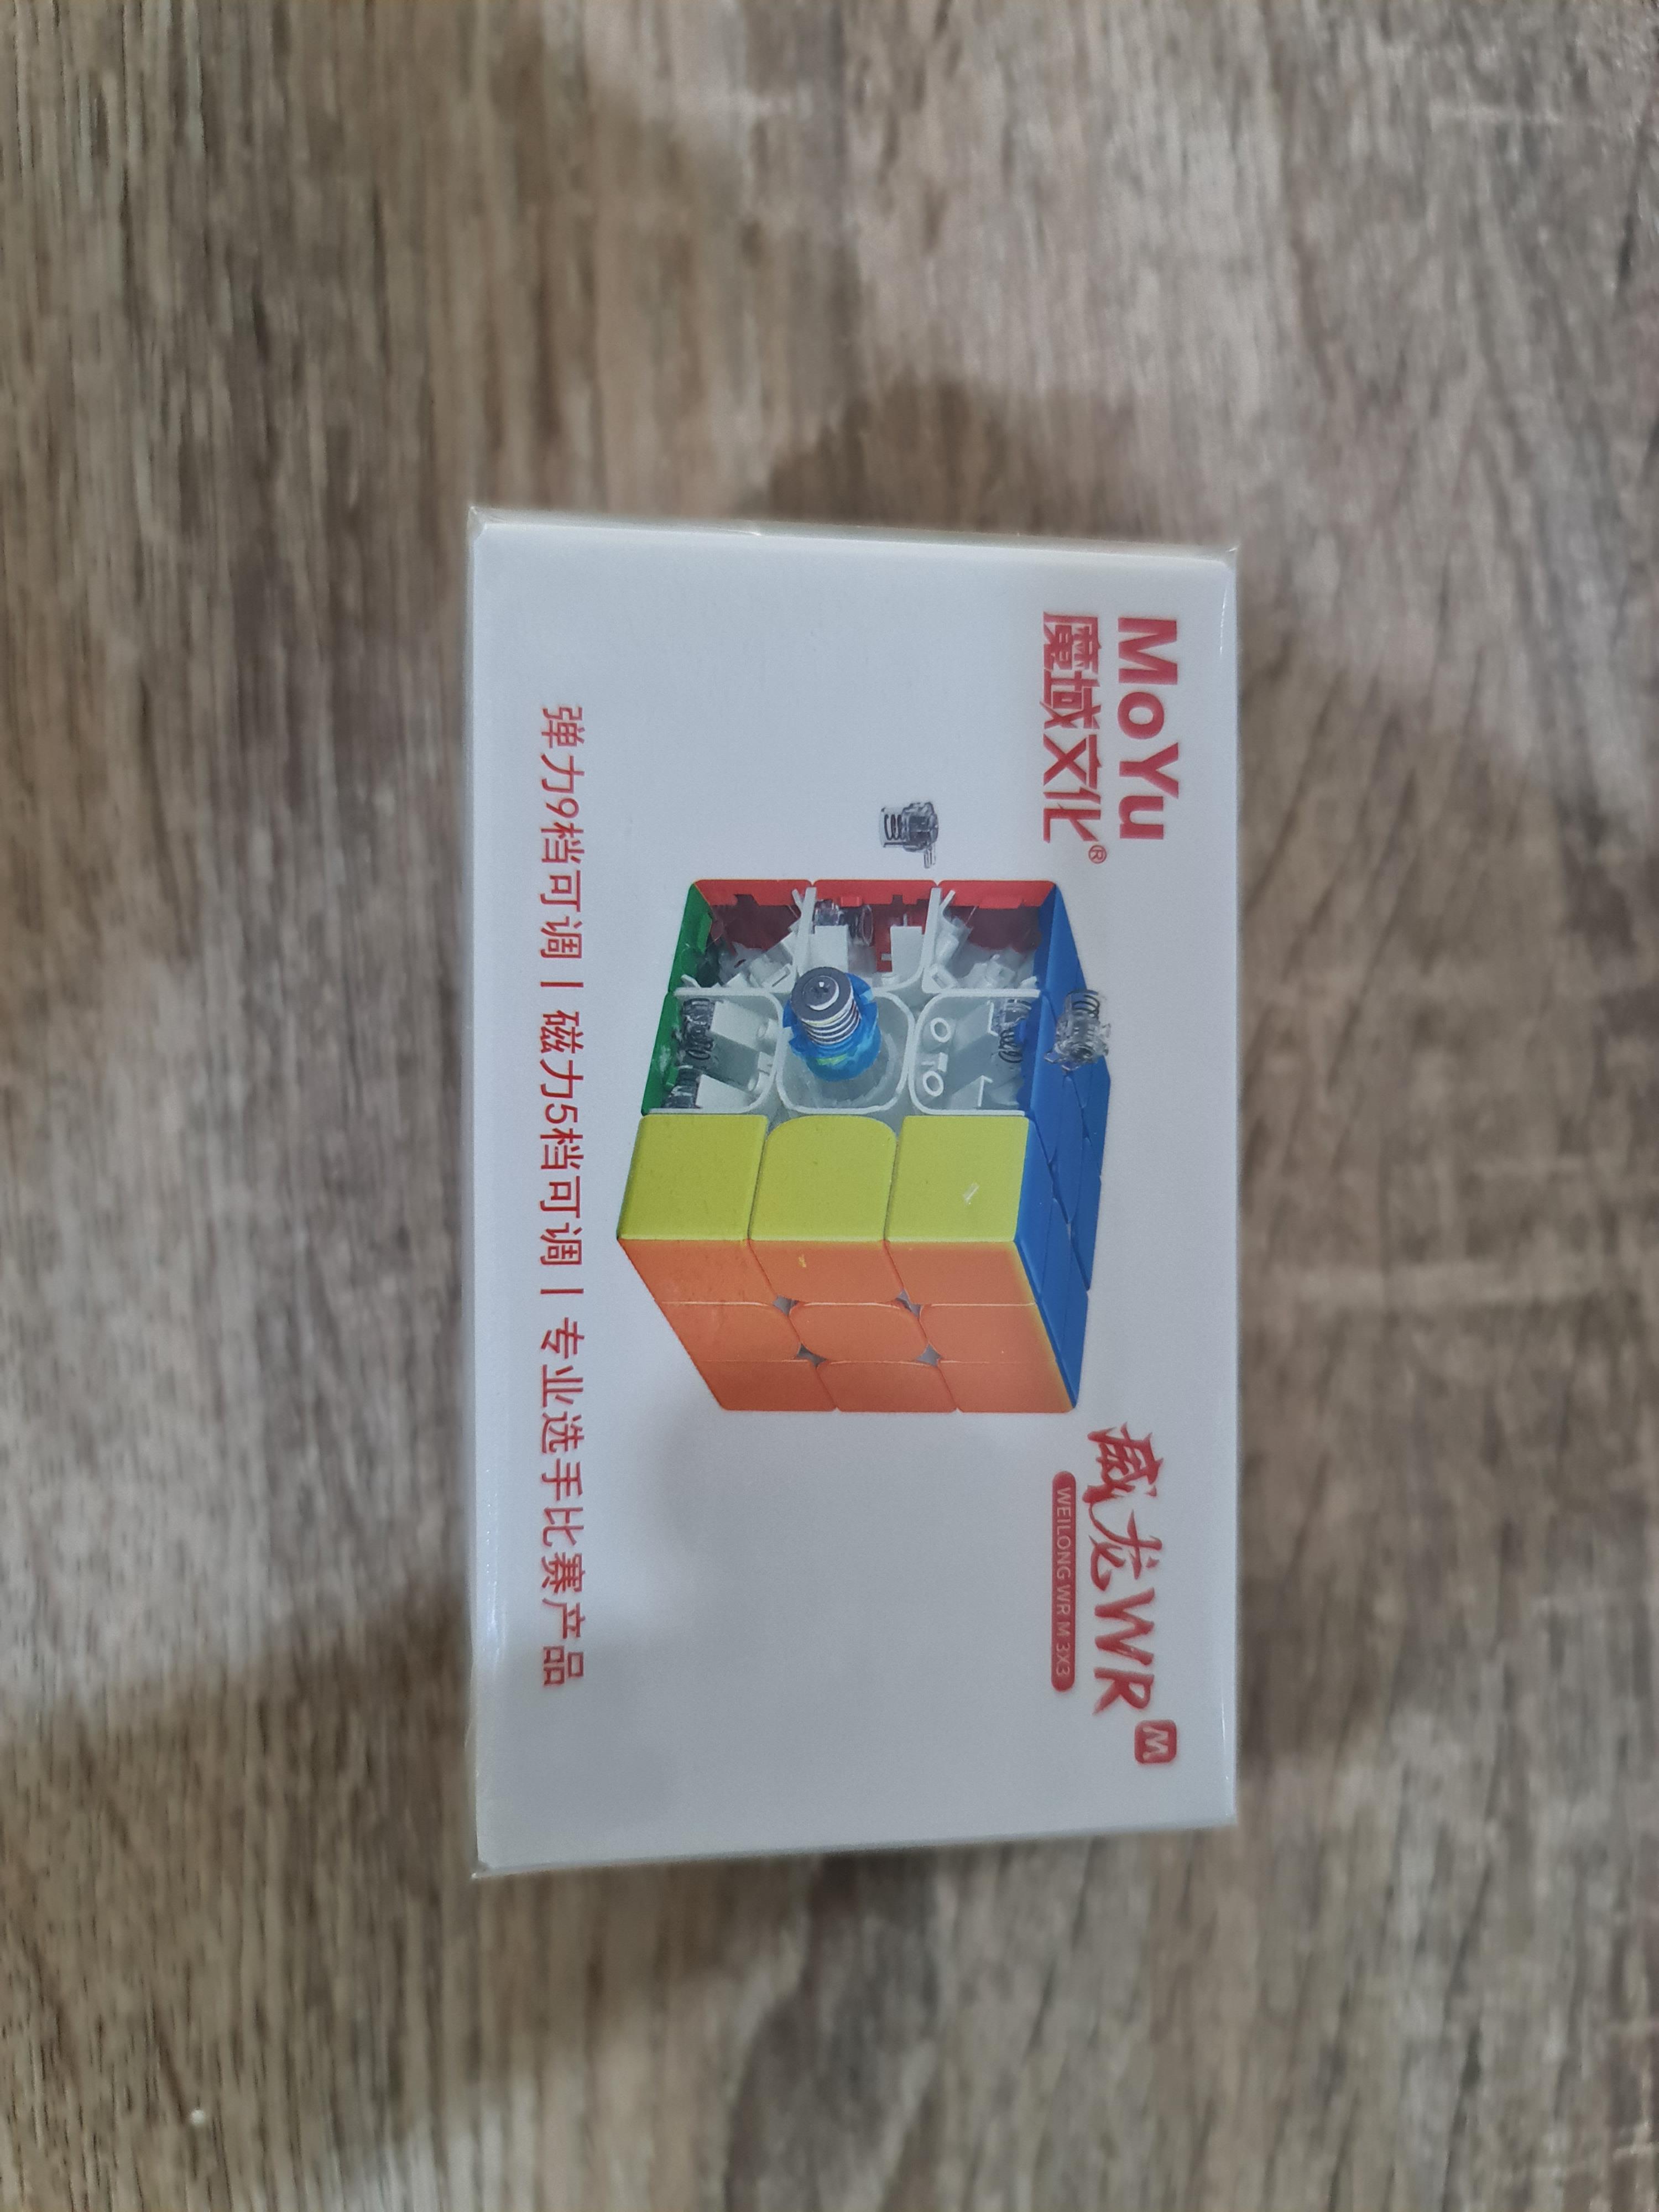 MoYu
魔域文化®
威龙WR M
WEILONG WR M 3X3
弹力9档可调 | 磁力5档可调 | 专业选手比赛产品